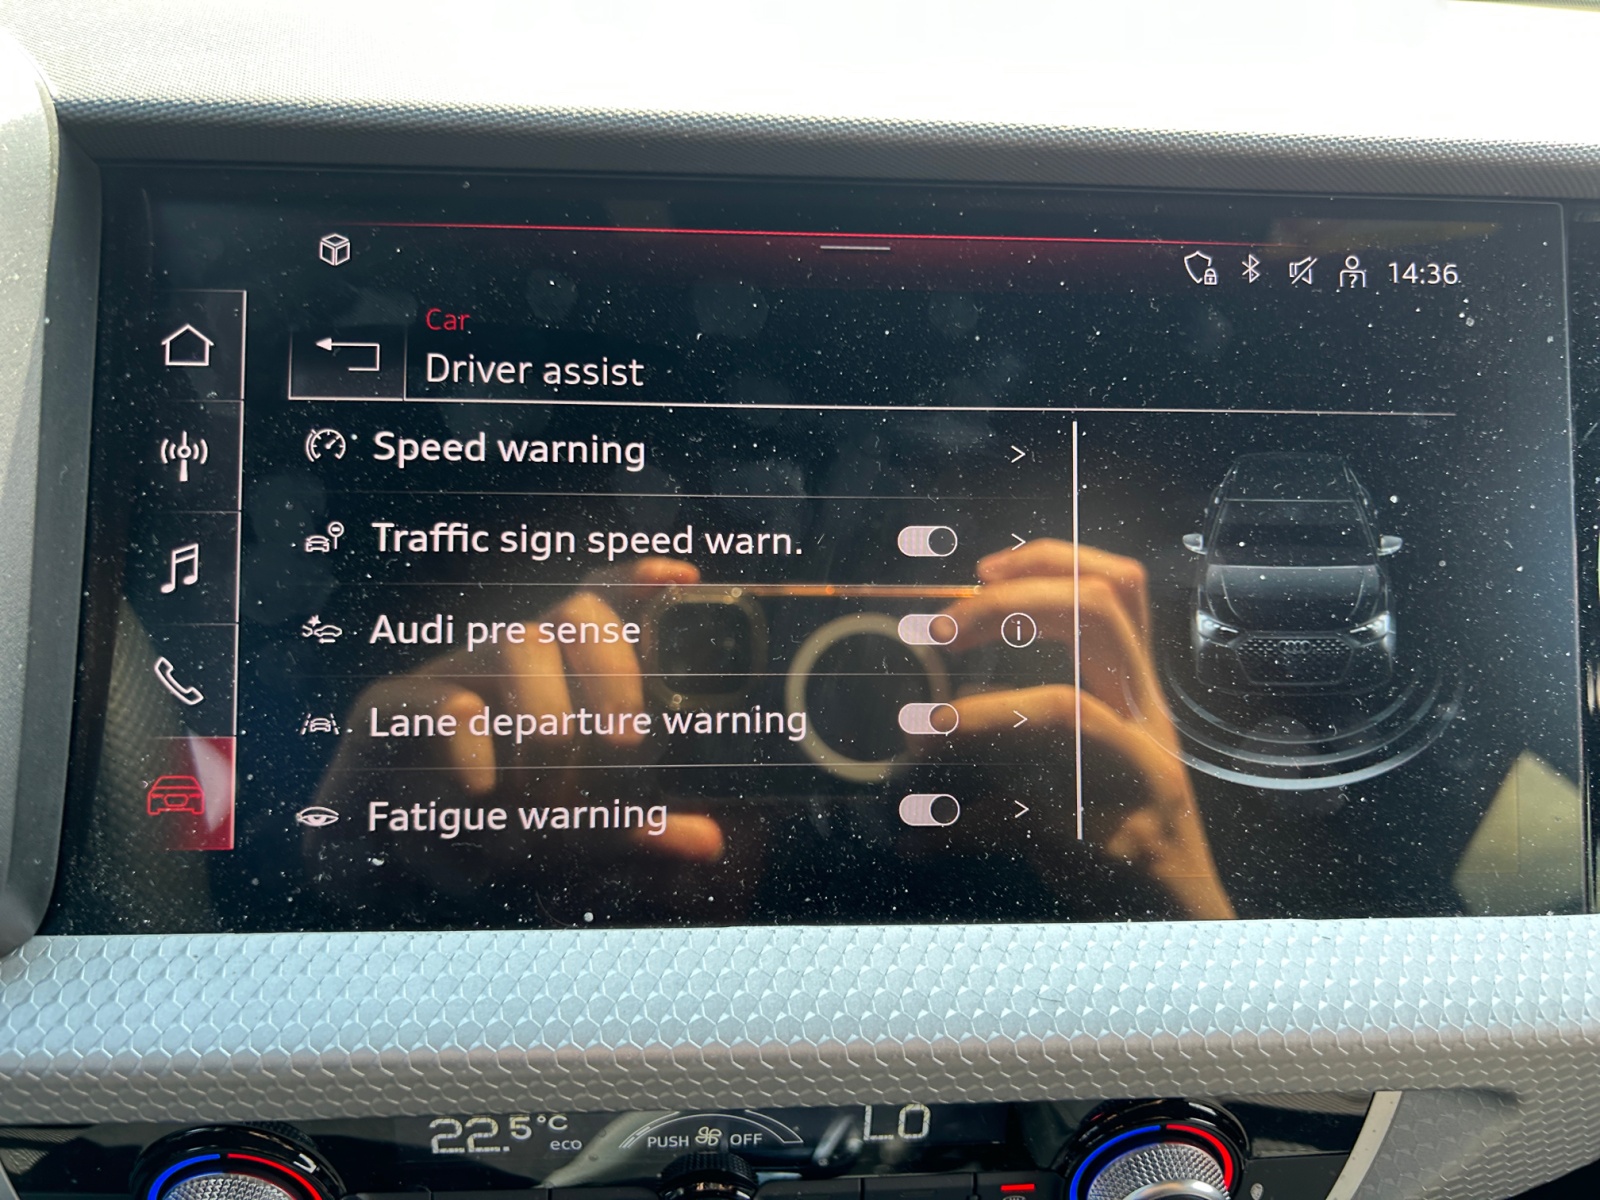 14:36
Car
Driver assist
Speed warning
Traffic sign speed warn.
Audi pre sense
Lane departure warning
Fatigue warning
22.5°C
eco
PUSH OFF
LO